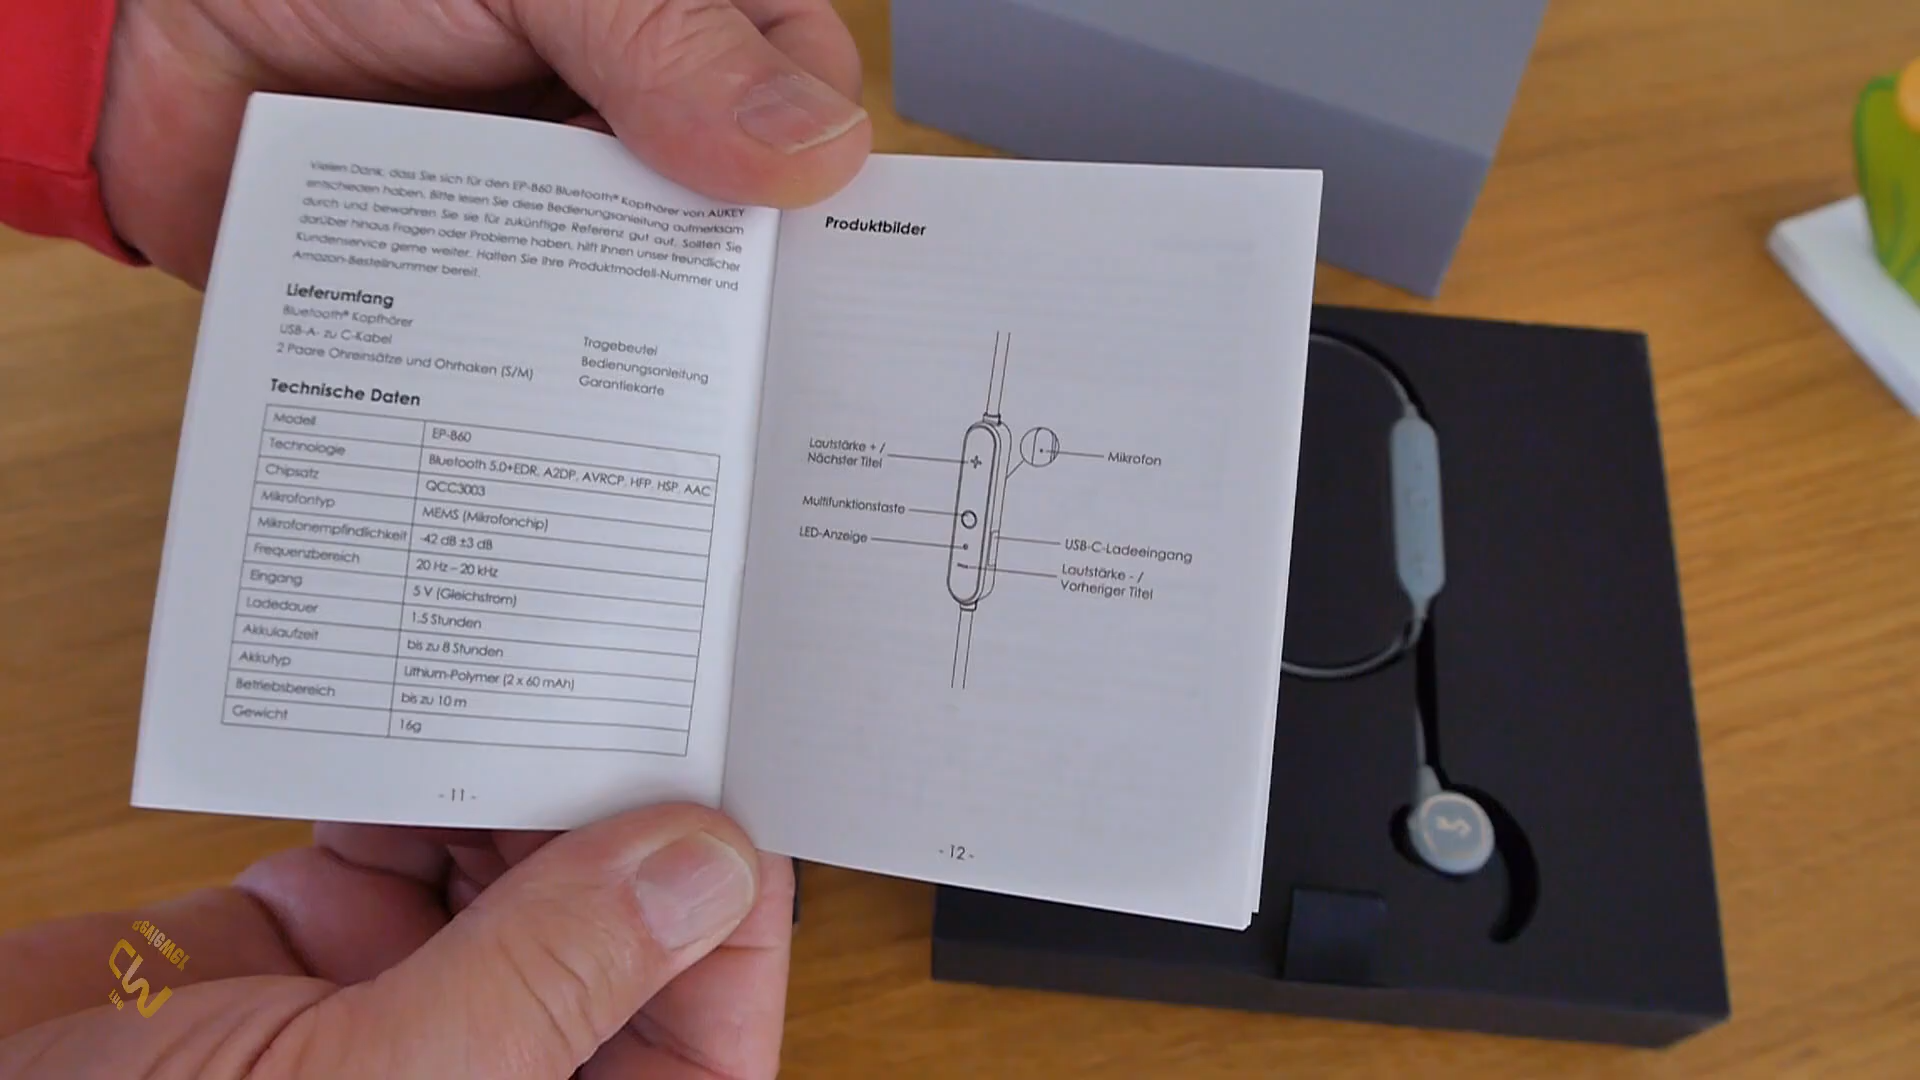 Vielen Dank, dass Sie sich für den EP-B60 Bluetooth® Kopfhörer von AUKEY
entschieden haben. Bitte lesen Sie diese Bedienungsanleitung aufmerksam
durch und bewahren Sie sie für zukünftige Referenz gut auf. Sollten Sie
darüber hinaus Fragen oder Probleme haben, hilft Ihnen unser freundlicher
Kundenservice gerne weiter. Halten Sie Ihre Produktmodell-Nummer und
Amazon-Bestellnummer bereit.
Lieferumfang
Bluetooth® Kopfhörer
USB-A- zu C-Kabel
2 Paare Ohreinsätze und Ohrhaken (S/M)
Tragebeutel
Bedienungsanleitung
Garantiekarte
Technische Daten
Modell EP-B60
Technologie Bluetooth 5.0+EDR, A2DP, AVRCP, HFP, HSP, AAC
Chipsatz QCC3003
Mikrofontyp MEMS (Mikrofonchip)
Mikrofonempfindlichkeit -42 dB ±3 dB
Frequenzbereich 20 Hz – 20 kHz
Eingang 5 V (Gleichstrom)
Ladedauer 1.5 Stunden
Akkulaufzeit bis zu 8 Stunden
Akkutyp Lithium-Polymer (2 x 60 mAh)
Betriebsbereich bis zu 10 m
Gewicht 16g
- 11 -
Produktbilder
Lautstärke + /
Nächster Titel
Mikrofon
Multifunktionstaste
LED-Anzeige
USB-C-Ladeeingang
Lautstärke - /
Vorheriger Titel
- 12 -